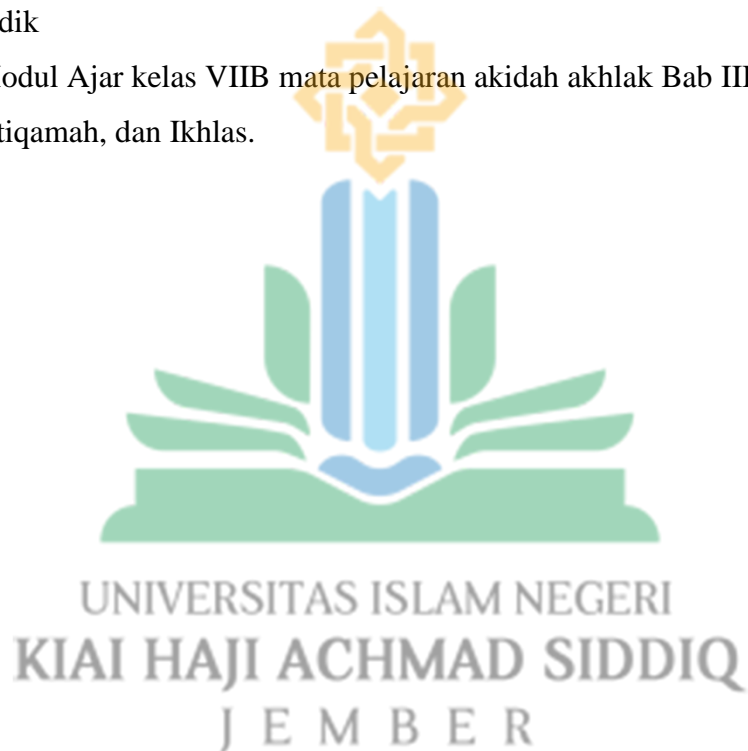 dik
odul Ajar kelas VIIB mata pelajaran akidah akhlak Bab III
tiqamah, dan Ikhlas.
UNIVERSITAS ISLAM NEGERI
KIAI HAJI ACHMAD SIDDIQ
JEMBER